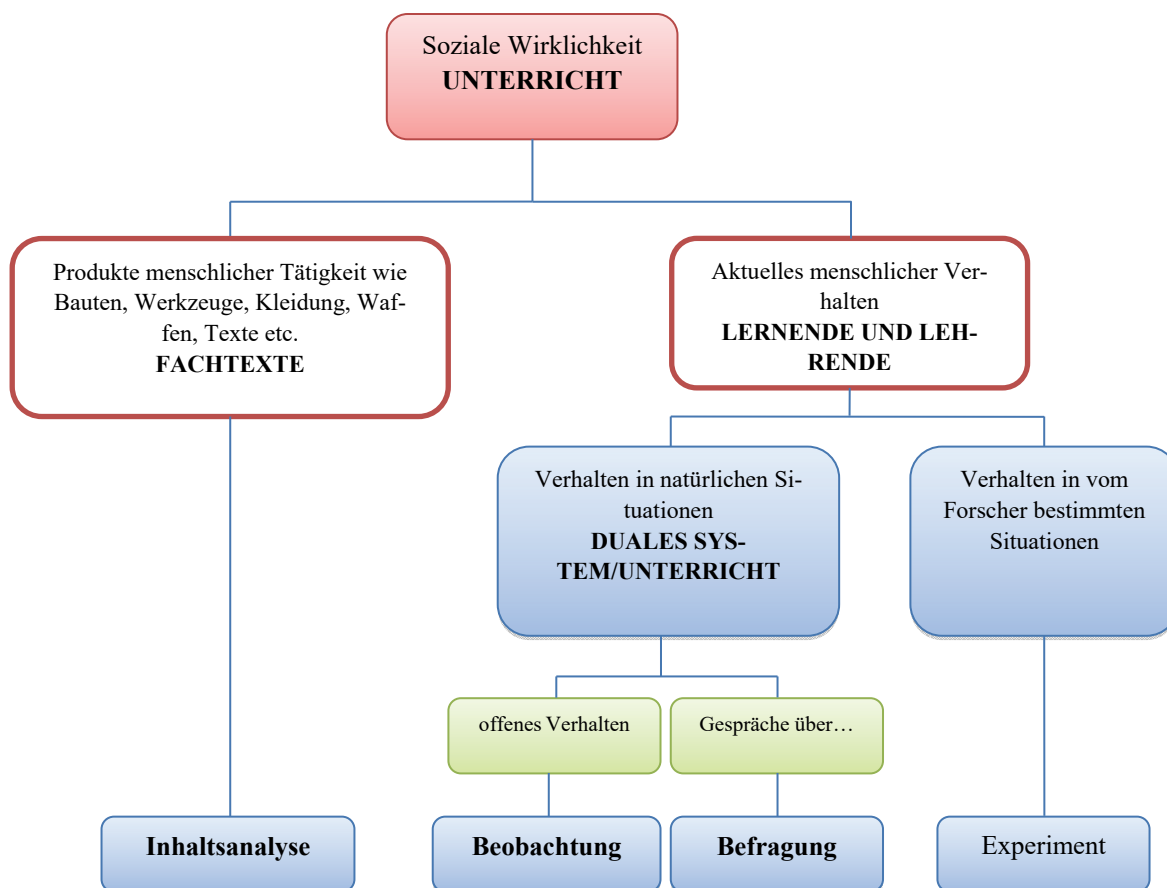 Soziale Wirklichkeit
UNTERRICHT
Produkte menschlicher Tätigkeit wie
Bauten, Werkzeuge, Kleidung, Waf-
fen, Texte etc.
FACHTEXTE
Aktuelles menschlicher Ver-
halten
LERNENDE UND LEH-
RENDE
Verhalten in natürlichen Si-
tuationen
DUALES SYS-
TEM/UNTERRICHT
Verhalten in vom
Forscher bestimmten
Situationen
offenes Verhalten
Gespräche über…
Inhaltsanalyse
Beobachtung
Befragung
Experiment